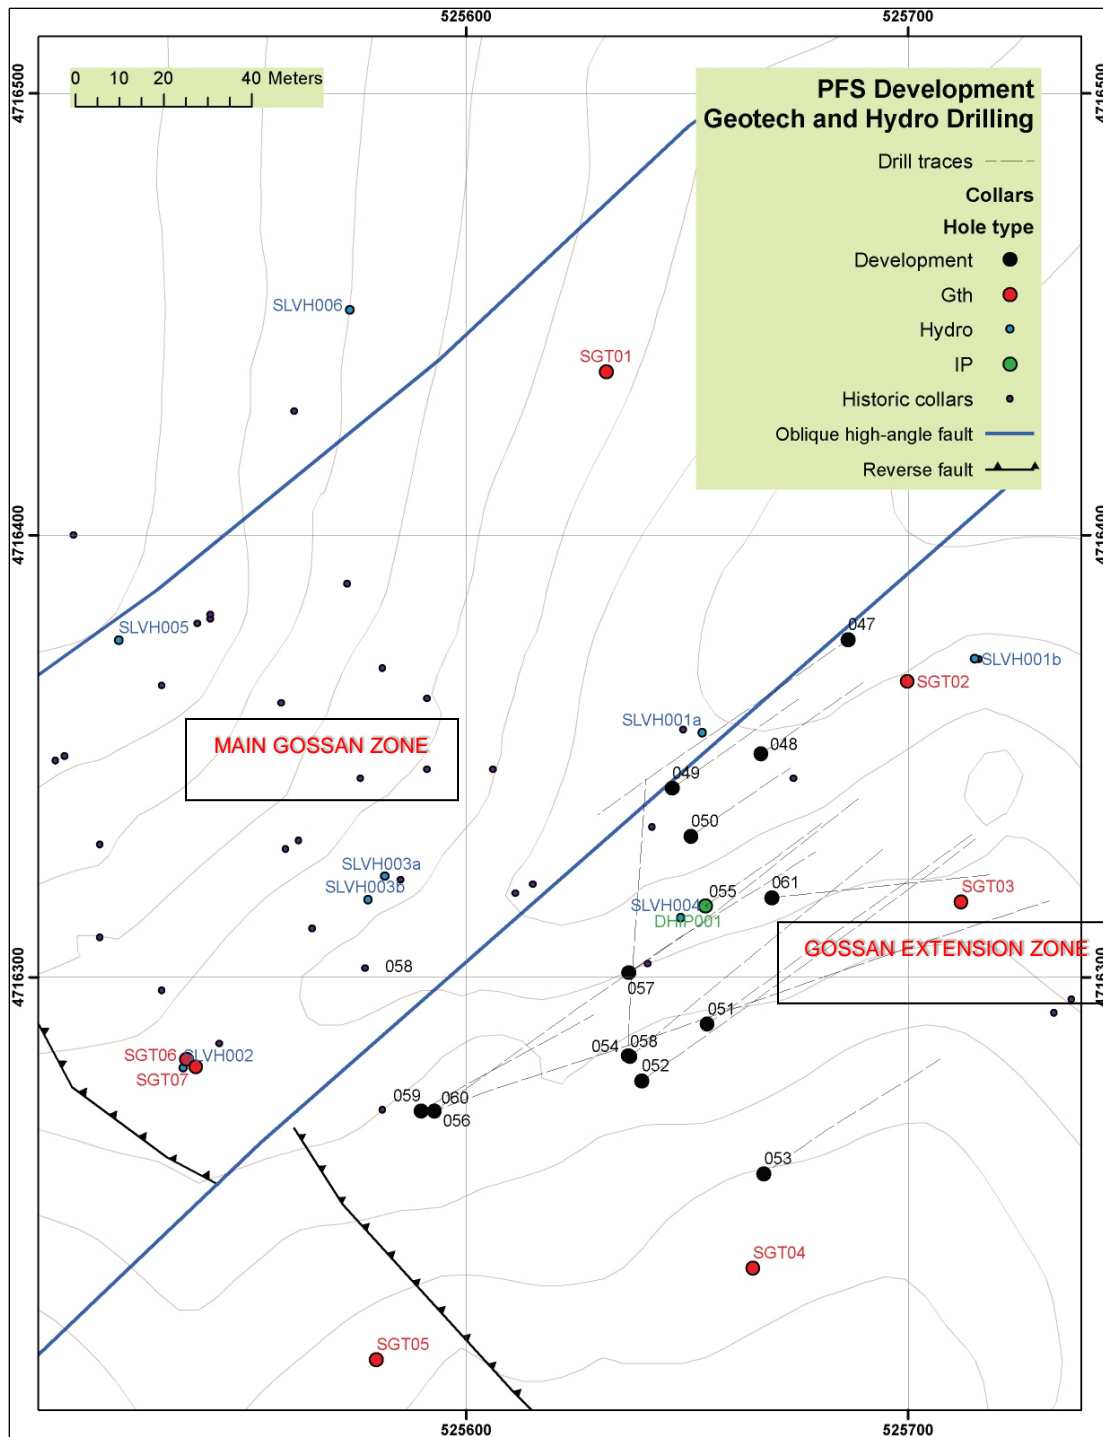 525600
525700
0 10 20 40 Meters
4716500
4716500
PFS Development
Geotech and Hydro Drilling
Drill traces
Collars
Hole type
Development
Gth
Hydro
IP
Historic collars
Oblique high-angle fault
Reverse fault
SLVH006
SGT01
4716400
4716400
SLVH005
047
SLVH001b
SGT02
SLVH001a
MAIN GOSSAN ZONE
048
049
050
SLVH003a
SLVH003b
055
061
SGT03
SLVH004
DHIP001
GOSSAN EXTENSION ZONE
058
4716300
4716300
057
051
054
058
SGT06
SLVH002
SGT07
052
059
060
056
053
SGT04
SGT05
525600
525700